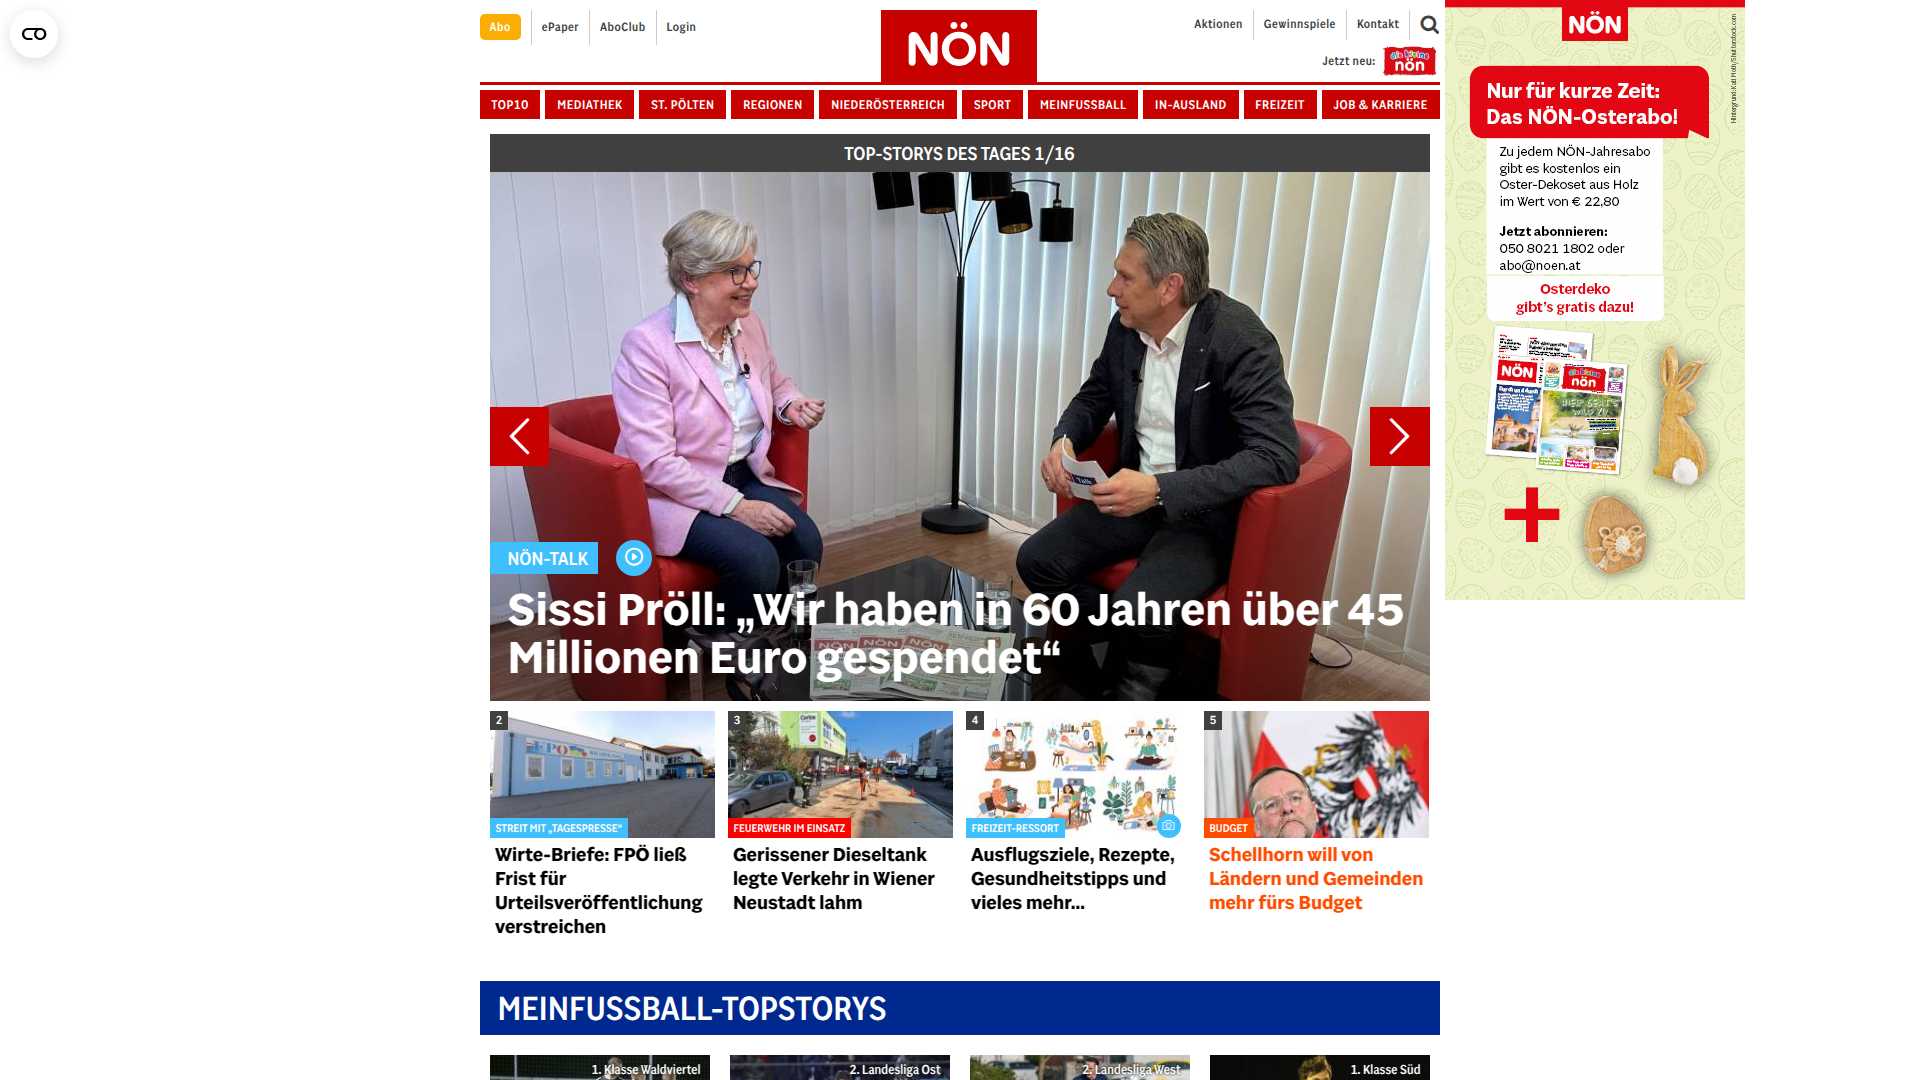 Abo
ePaper
AboClub
Login
NÖN
Aktionen
Gewinnspiele
Kontakt
Jetzt neu:
die kleine
nön
TOP10
MEDIATHEK
ST. PÖLTEN
REGIONEN
NIEDERÖSTERREICH
SPORT
MEINFUSSBALL
IN-AUSLAND
FREIZEIT
JOB & KARRIERE
TOP-STORYS DES TAGES 1/16
NÖN-TALK
Sissi Pröll: „Wir haben in 60 Jahren über 45
Millionen Euro gespendet“
2
STREIT MIT „TAGESPRESSE“
Wirte-Briefe: FPÖ ließ
Frist für
Urteilsveröffentlichung
verstreichen
3
FEUERWEHR IM EINSATZ
Gerissener Dieseltank
legte Verkehr in Wiener
Neustadt lahm
4
FREIZEIT-RESSORT
Ausflugsziele, Rezepte,
Gesundheitstipps und
vieles mehr...
5
BUDGET
Schellhorn will von
Ländern und Gemeinden
mehr fürs Budget
MEINFUSSBALL-TOPSTORYS
1. Klasse Waldviertel
2. Landesliga Ost
2. Landesliga West
1. Klasse Süd
NÖN
Nur für kurze Zeit:
Das NÖN-Osterabo!
Zu jedem NÖN-Jahresabo
gibt es kostenlos ein
Oster-Dekoset aus Holz
im Wert von € 22,80
Jetzt abonnieren:
050 8021 1802 oder
abo@noen.at
Osterdeko
gibt's gratis dazu!
NÖN
die kleine
nön